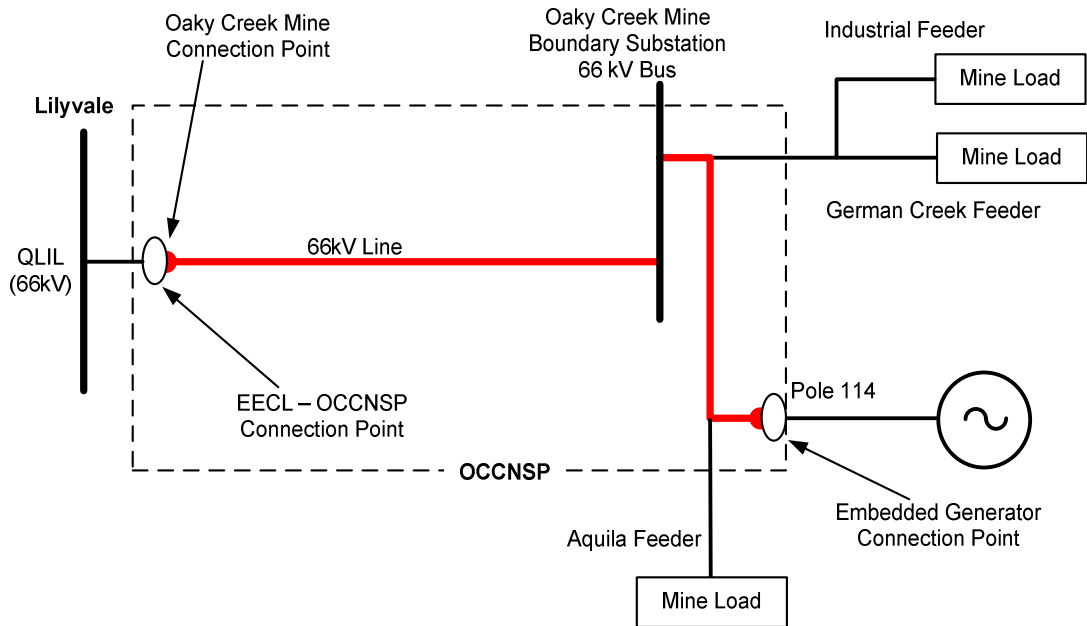 Oaky Creek Mine
Connection Point
Oaky Creek Mine
Boundary Substation
66 kV Bus
Industrial Feeder
Mine Load
Lilyvale
Mine Load
German Creek Feeder
66kV Line
QLIL
(66kV)
EECL – OCCNSP
Connection Point
Pole 114
OCCNSP
Embedded Generator
Connection Point
Aquila Feeder
Mine Load